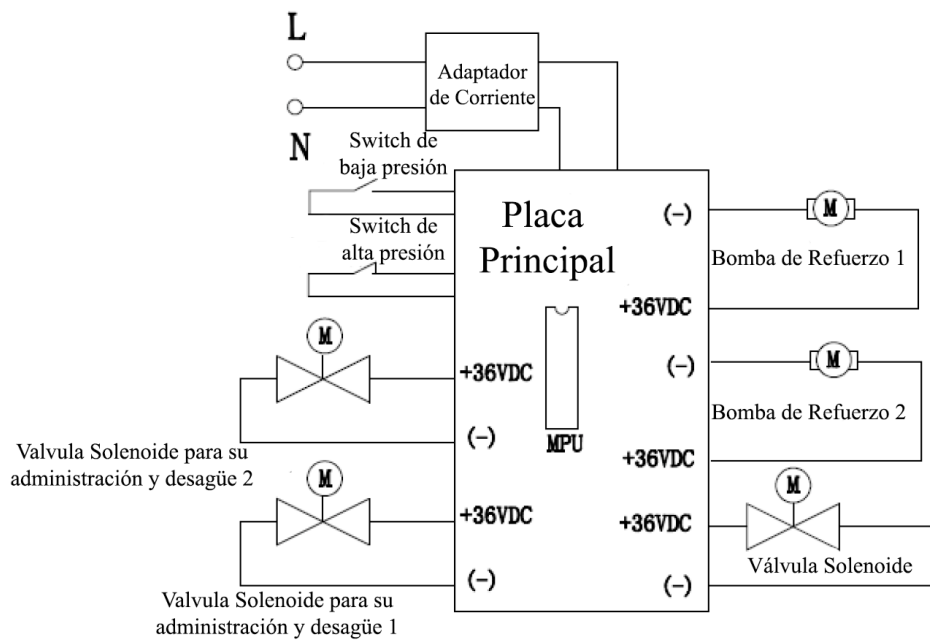 L
Adaptador
de Corriente
N
Switch de
baja presión
Placa
Principal
(-)
M
Switch de
alta presión
Bomba de Refuerzo 1
+36VDC
M
+36VDC
(-)
M
Bomba de Refuerzo 2
MPU
(-)
Valvula Solenoide para su
administración y desagüe 2
+36VDC
M
M
+36VDC
+36VDC
Válvula Solenoide
(-)
(-)
Valvula Solenoide para su
administración y desagüe 1